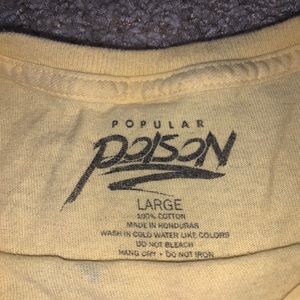 POPULAR
POISON
LARGE
100% COTTON
MADE IN HONDURAS
WASH IN COLD WATER LIKE COLORS
DO NOT BLEACH
HANG DRY • DO NOT IRON